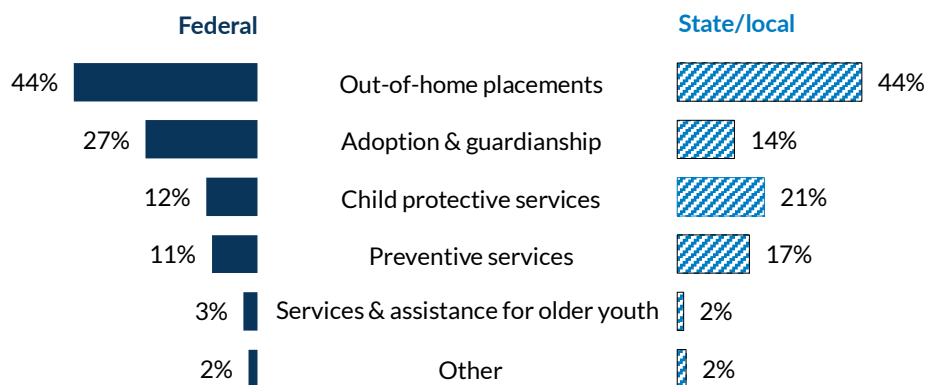 Federal State/local
44% Out-of-home placements 44%
27% Adoption & guardianship 14%
12% Child protective services 21%
11% Preventive services 17%
3% Services & assistance for older youth 2%
2% Other 2%